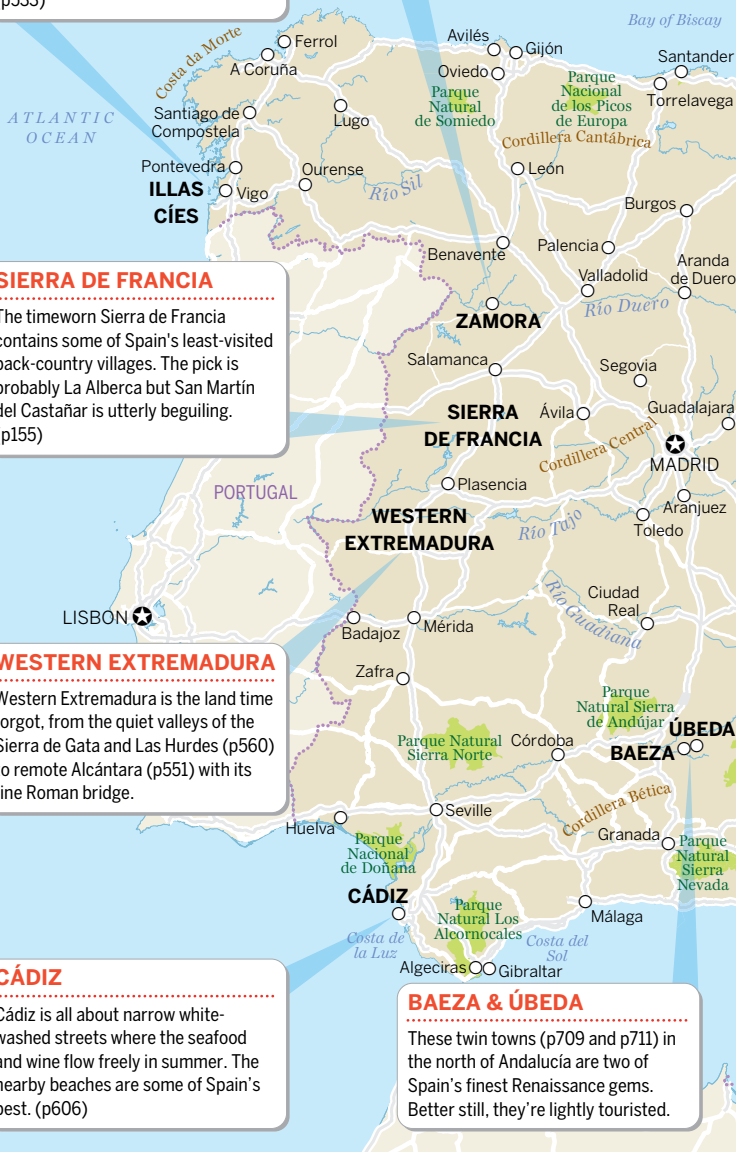 p533)
Bay of Biscay
Ferrol
Costa da Morte
A Coruña
Avilés
Gijón
Oviedo
Santander
Torrelavega
Parque
Natural
de Somiedo
Parque
Nacional
de los Picos
de Europa
Cordillera Cantábrica
ATLANTIC
OCEAN
Santiago de
Compostela
Lugo
Pontevedra
Ourense
ILLAS
CÍES
Vigo
Río Sil
León
Burgos
Benavente
Palencia
Aranda
de Duero
Valladolid
Río Duero
ZAMORA
SIERRA DE FRANCIA
The timeworn Sierra de Francia
contains some of Spain's least-visited
back-country villages. The pick is
probably La Alberca but San Martín
del Castañar is utterly beguiling.
(p155)
Salamanca
Segovia
SIERRA
DE FRANCIA
Ávila
Guadalajara
Cordillera Central
MADRID
Plasencia
PORTUGAL
WESTERN
EXTREMADURA
Río Tajo
Aranjuez
Toledo
LISBON
Badajoz
Mérida
Río Guadiana
Ciudad
Real
WESTERN EXTREMADURA
Western Extremadura is the land time
forgot, from the quiet valleys of the
Sierra de Gata and Las Hurdes (p560)
to remote Alcántara (p551) with its
fine Roman bridge.
Zafra
Parque
Natural Sierra
de Andújar
Parque Natural
Sierra Norte
Córdoba
ÚBEDA
BAEZA
Huelva
Seville
Cordillera Bética
Granada
Parque
Nacional
de Doñana
Parque
Natural
Sierra
Nevada
CÁDIZ
Parque
Natural Los
Alcornocales
Málaga
Costa de
la Luz
Costa del
Sol
Algeciras
Gibraltar
CÁDIZ
Cádiz is all about narrow white-
washed streets where the seafood
and wine flow freely in summer. The
nearby beaches are some of Spain’s
best. (p606)
BAEZA & ÚBEDA
These twin towns (p709 and p711) in
the north of Andalucía are two of
Spain’s finest Renaissance gems.
Better still, they’re lightly touristed.